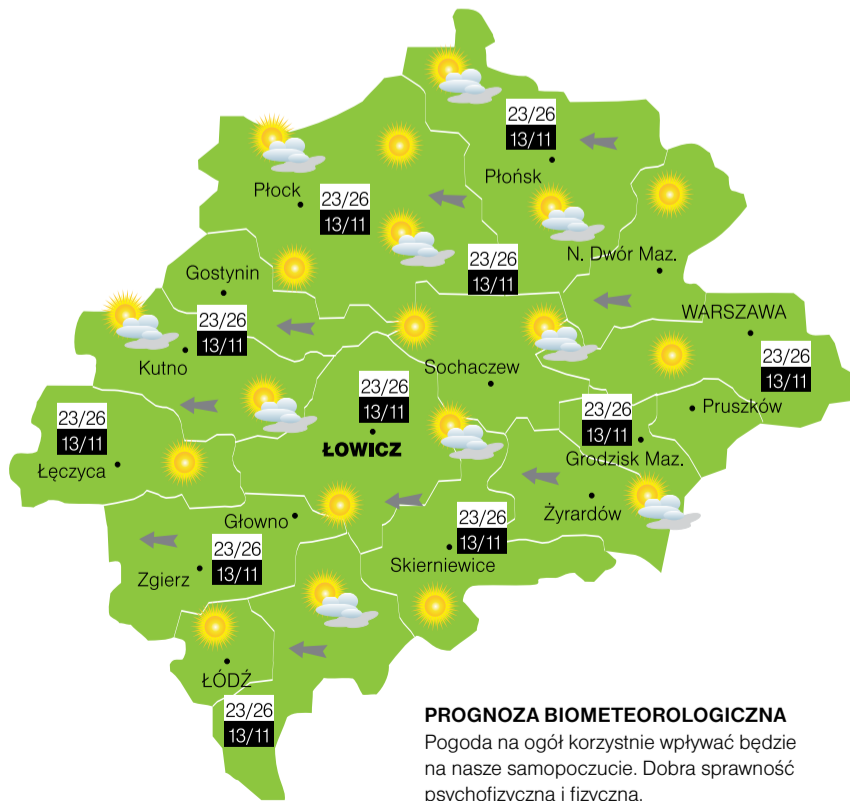 23/26
13/11
Płońsk
Płock
23/26
13/11
N. Dwór Maz.
23/26
13/11
Gostynin
WARSZAWA
23/26
13/11
Kutno
23/26
13/11
Sochaczew
23/26
13/11
ŁOWICZ
23/26
13/11
Pruszków
Grodzisk Maz.
23/26
13/11
Łęczyca
Żyrardów
Głowno
23/26
13/11
Skierniewice
23/26
13/11
Zgierz
ŁÓDŹ
23/26
13/11
PROGNOZA BIOMETEOROLOGICZNA
Pogoda na ogół korzystnie wpływać będzie
na nasze samopoczucie. Dobra sprawność
psychofizyczna i fizyczna.